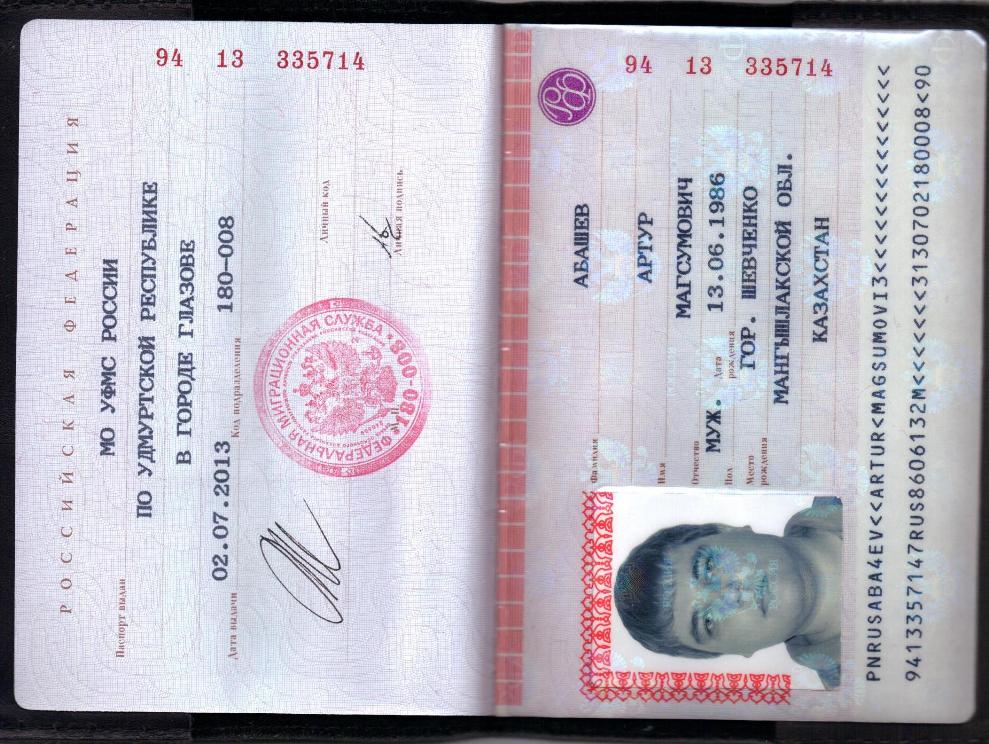 94 13 335714
РОССИЙСКАЯ ФЕДЕРАЦИЯ
Паспорт выдан
МО УФМС РОССИИ
ПО УДМУРТСКОЙ РЕСПУБЛИКЕ
В ГОРОДЕ ГЛАЗОВЕ
Дата выдачи 02.07.2013 Код подразделения 180-008
ФЕДЕРАЛЬНАЯ МИГРАЦИОННАЯ СЛУЖБА
180-008
Личный код
Личная подпись
94 13 335714
РФ
Фамилия АБАШЕВ
Имя АРТУР
Отчество МАГСУМОВИЧ
Пол МУЖ. Дата рождения 13.06.1986
Место рождения ГОР. ШЕВЧЕНКО
МАНГЫШЛАКСКОЙ ОБЛ.
КАЗАХСТАН
PNRUSABA4EV<<ARTUR<MAGSUMOVI3<<<<<<<<<<<<<<<
9413357147RUS8606132M<<<<<<<3130702180008<90